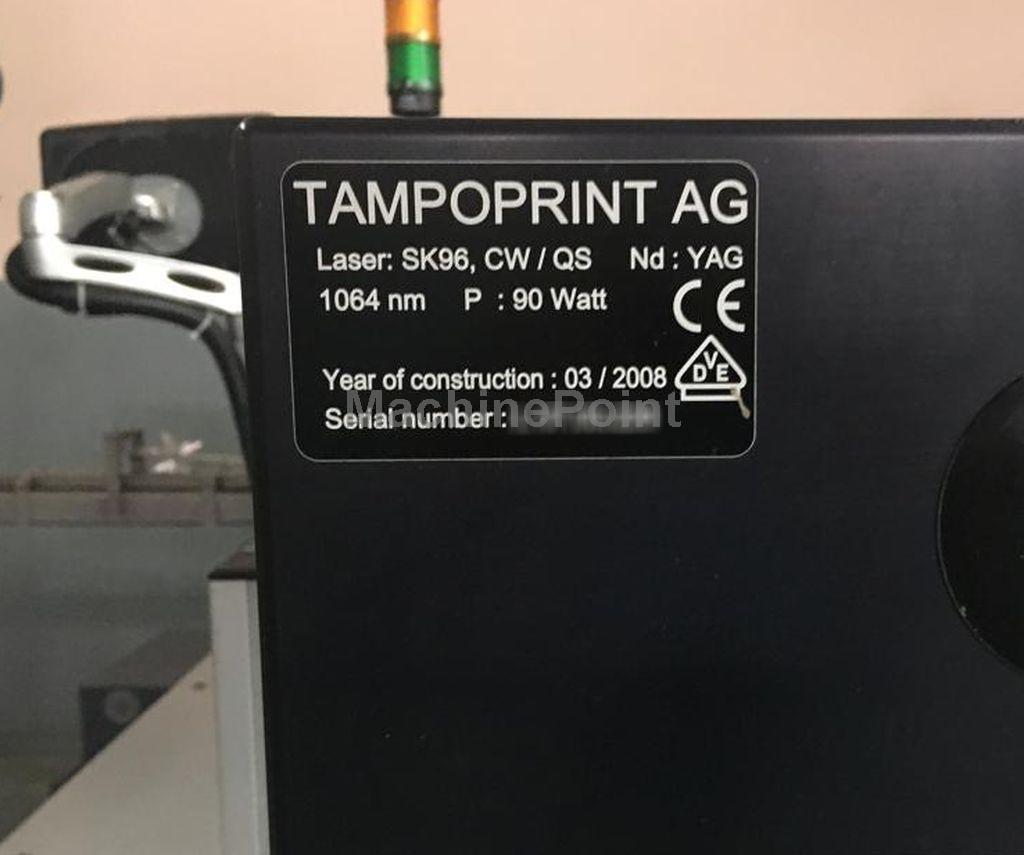 TAMPOPRINT AG
Laser: SK96, CW / QS Nd : YAG
1064 nm P : 90 Watt
CE
Year of construction : 03 / 2008
DVE
Serial number :
MachinePoint